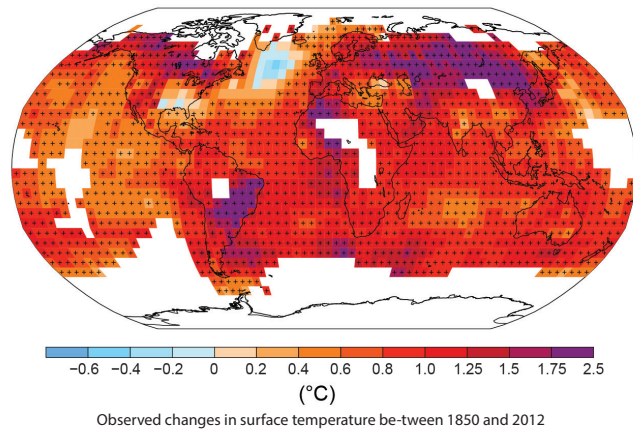 −0.6 −0.4 −0.2 0 0.2 0.4 0.6 0.8 1.0 1.25 1.5 1.75 2.5
(°C)
Observed changes in surface temperature be-tween 1850 and 2012